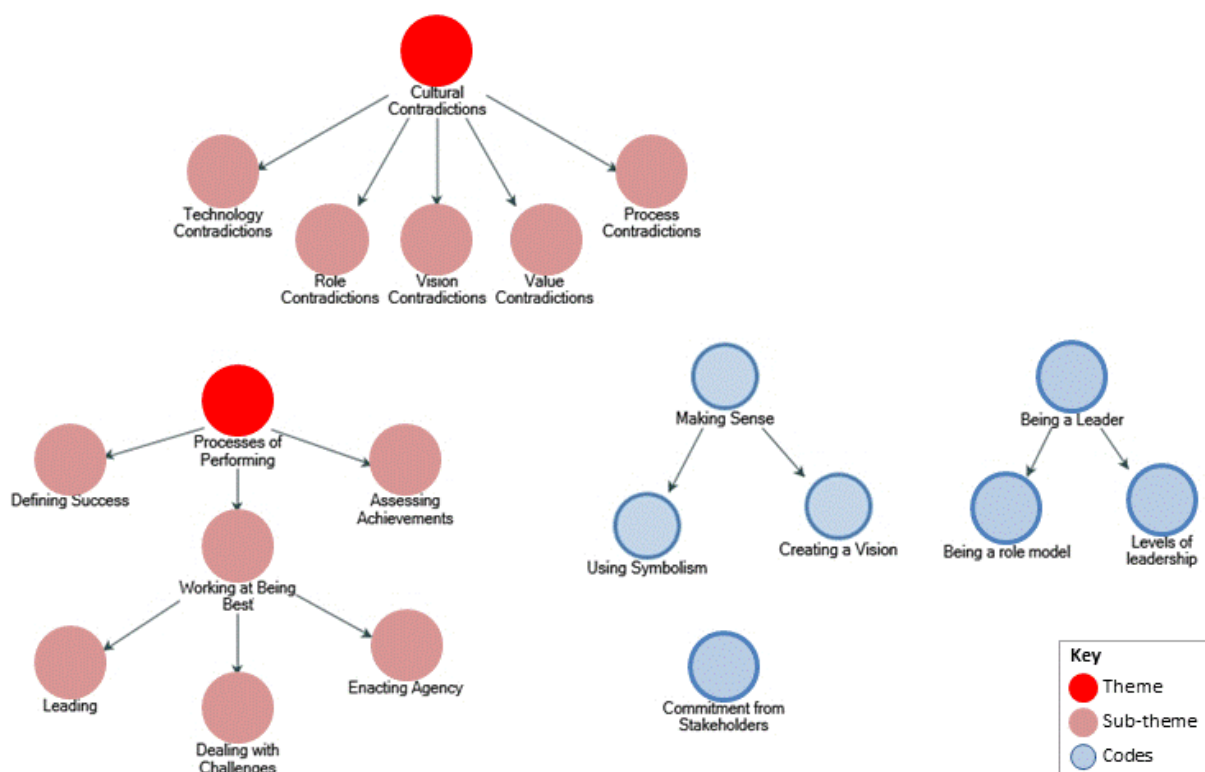 Cultural
Contradictions
Technology
Contradictions
Process
Contradictions
Role
Contradictions
Vision
Contradictions
Value
Contradictions
Processes of
Performing
Defining Success
Assessing
Achievements
Working at Being
Best
Leading
Enacting Agency
Dealing with
Challenges
Making Sense
Using Symbolism
Creating a Vision
Being a Leader
Being a role model
Levels of
leadership
Commitment from
Stakeholders
Key
Theme
Sub-theme
Codes